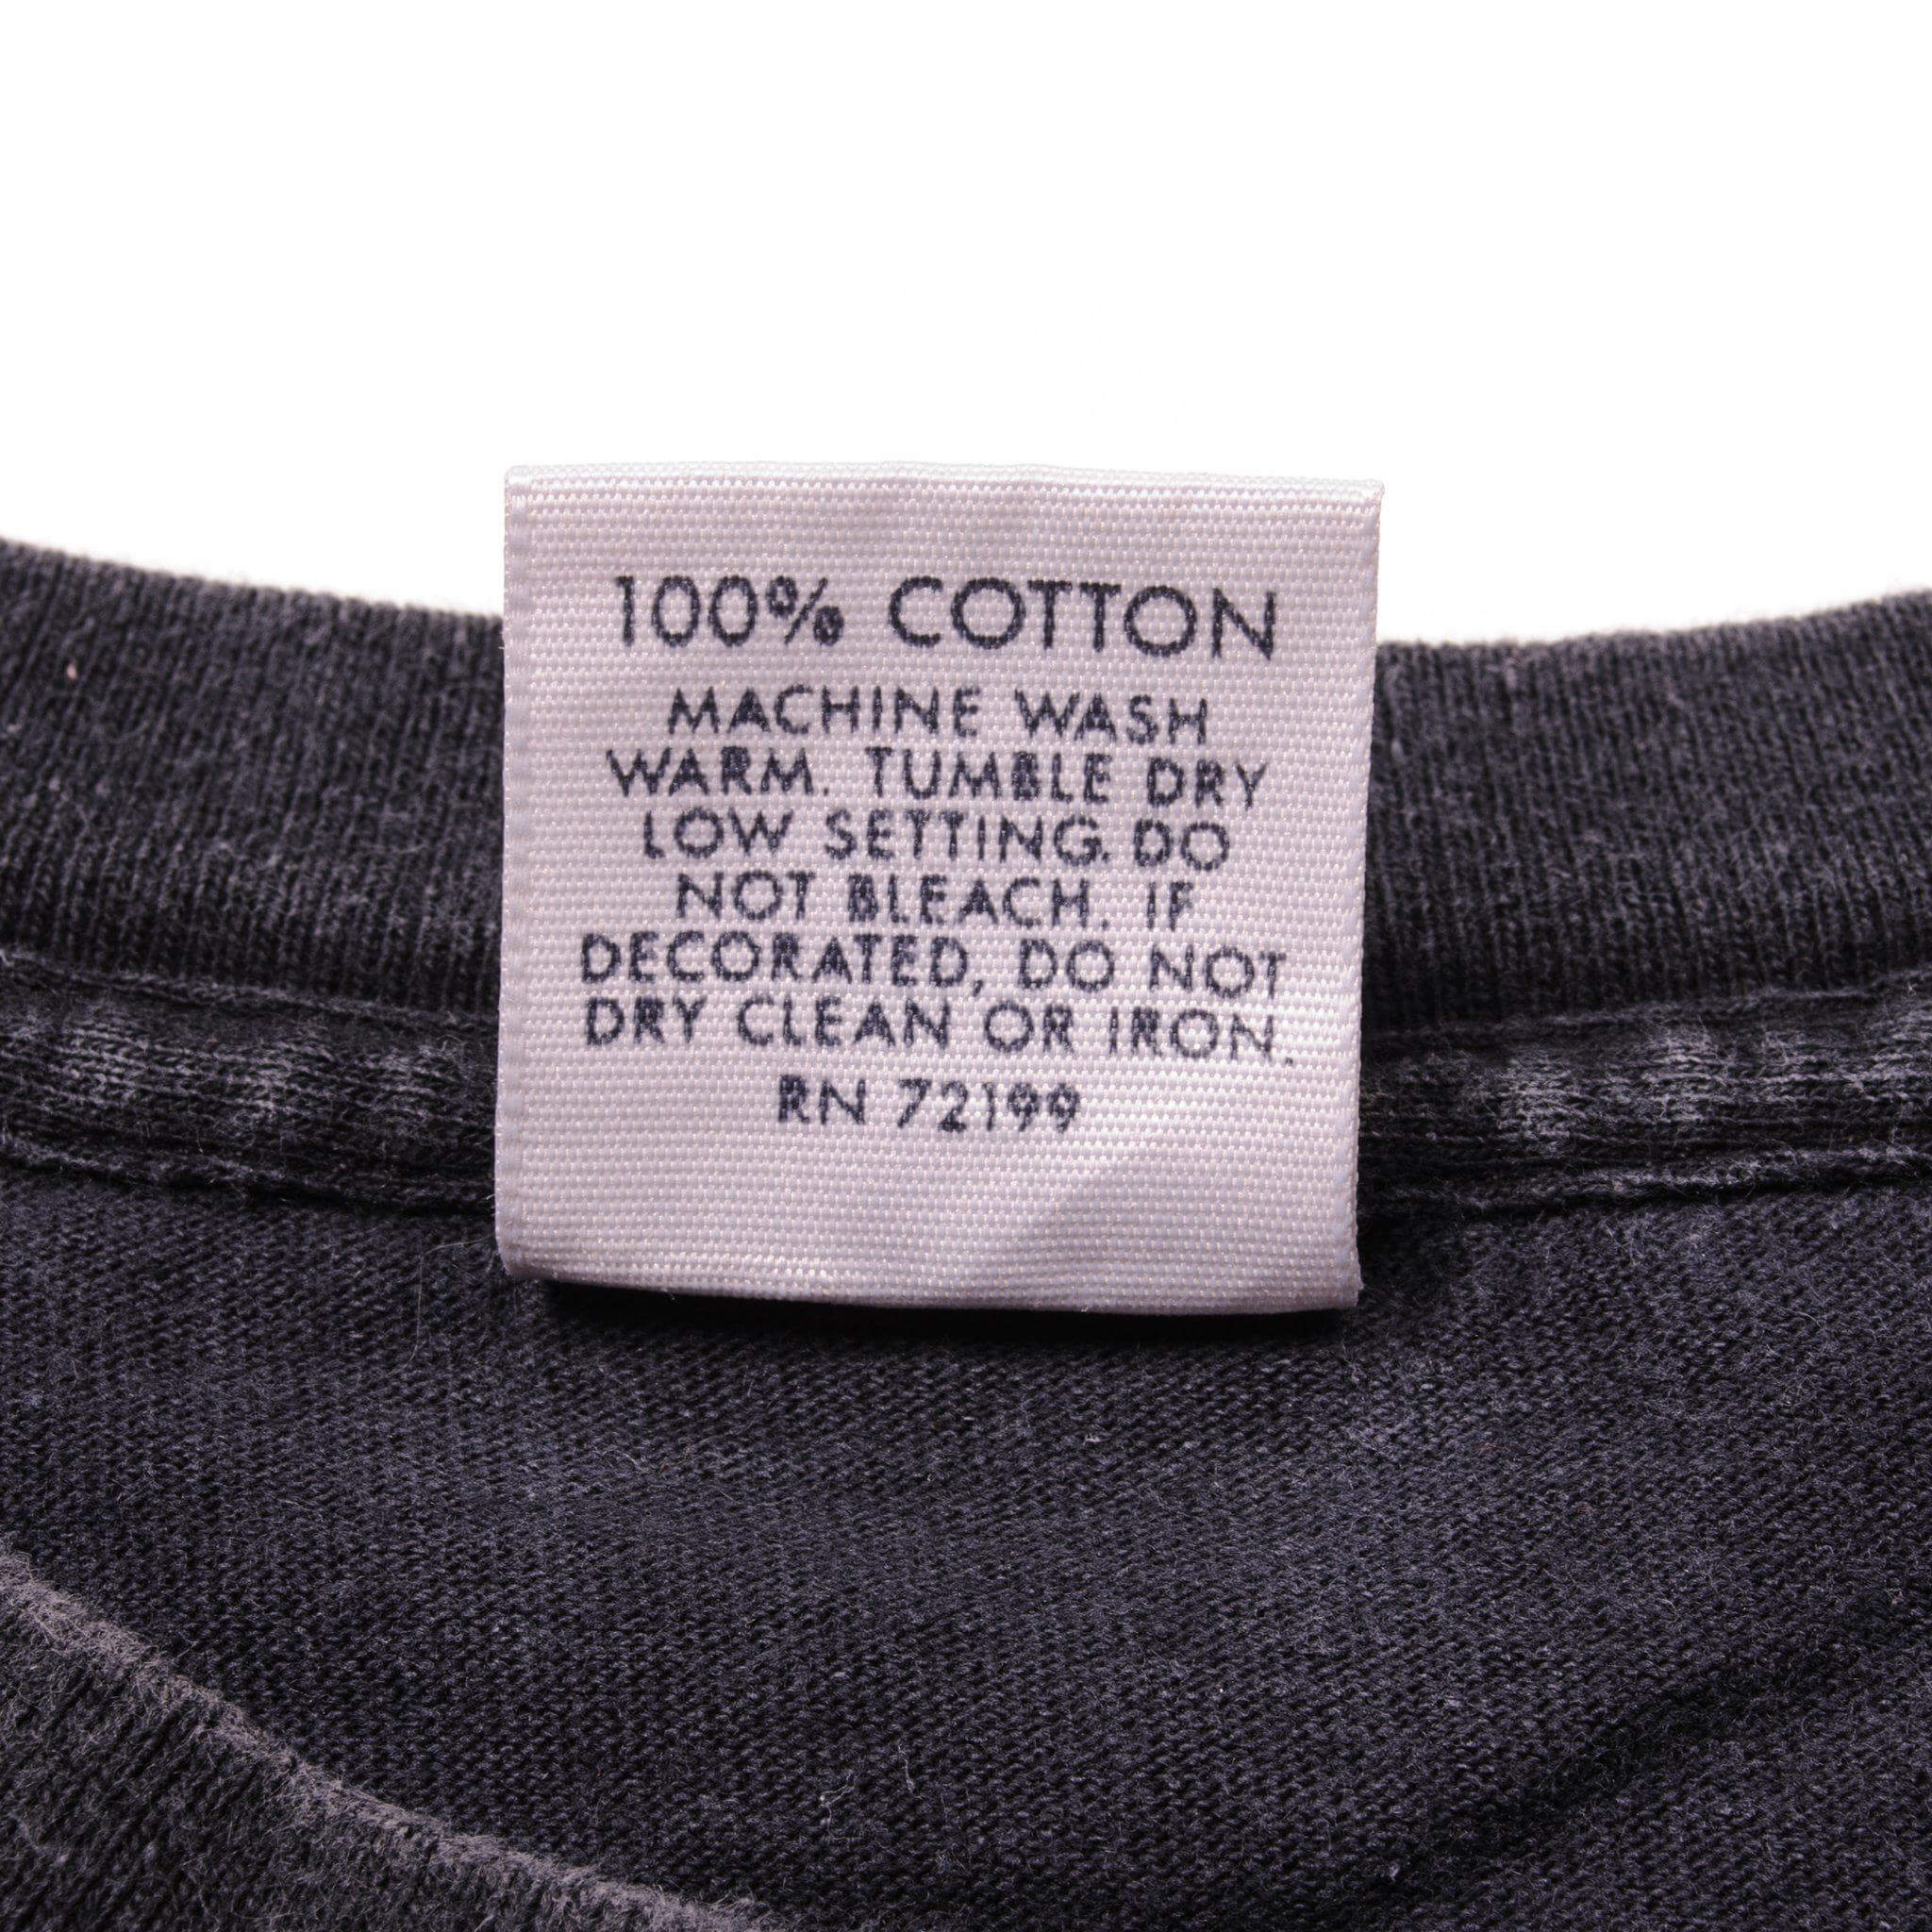 100% COTTON
MACHINE WASH
WARM. TUMBLE DRY
LOW SETTING. DO
NOT BLEACH. IF
DECORATED, DO NOT
DRY CLEAN OR IRON.
RN 72199